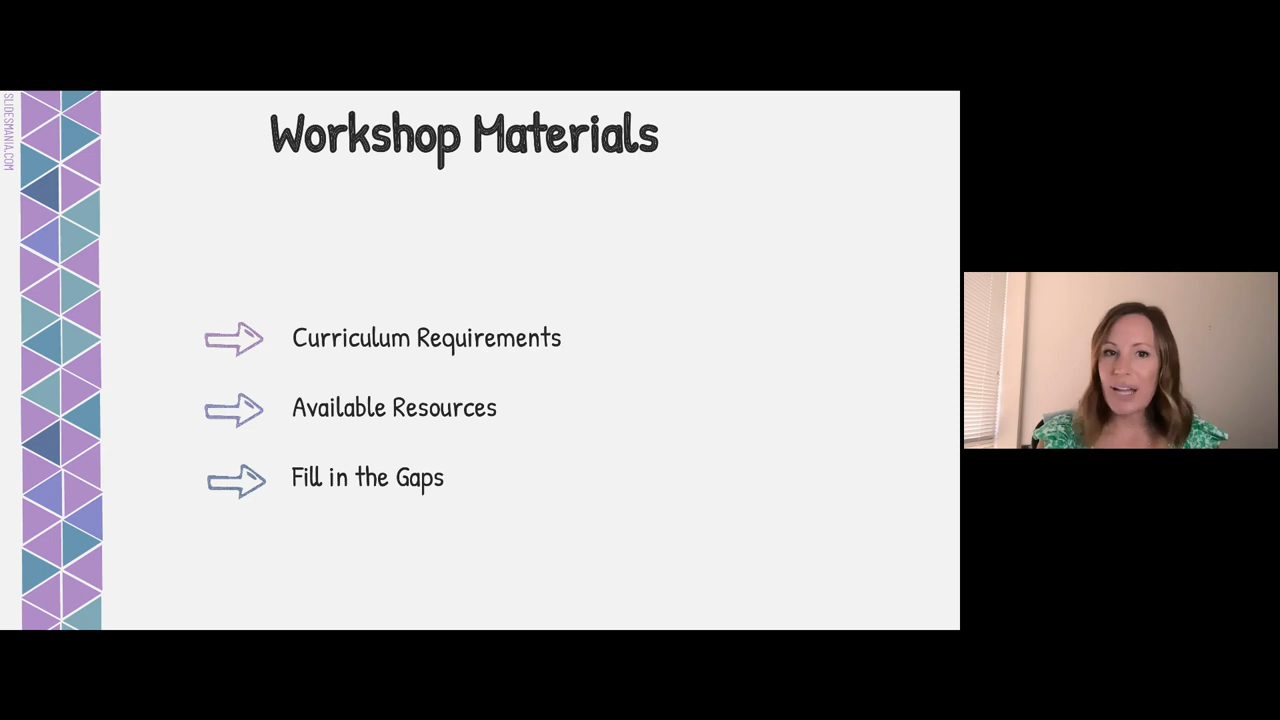 SLIDESMANIA.COM
Workshop Materials
Curriculum Requirements
Available Resources
Fill in the Gaps